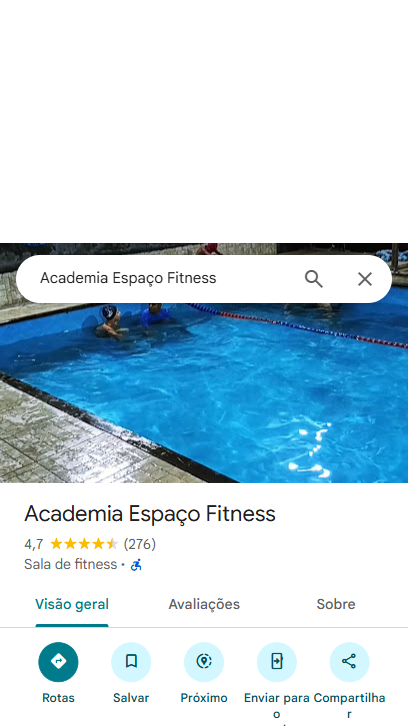 Academia Espaço Fitness
Academia Espaço Fitness
4,7 (276)
Sala de fitness ·
Visão geral Avaliações Sobre
Rotas Salvar Próximo Enviar para o Compartilhar